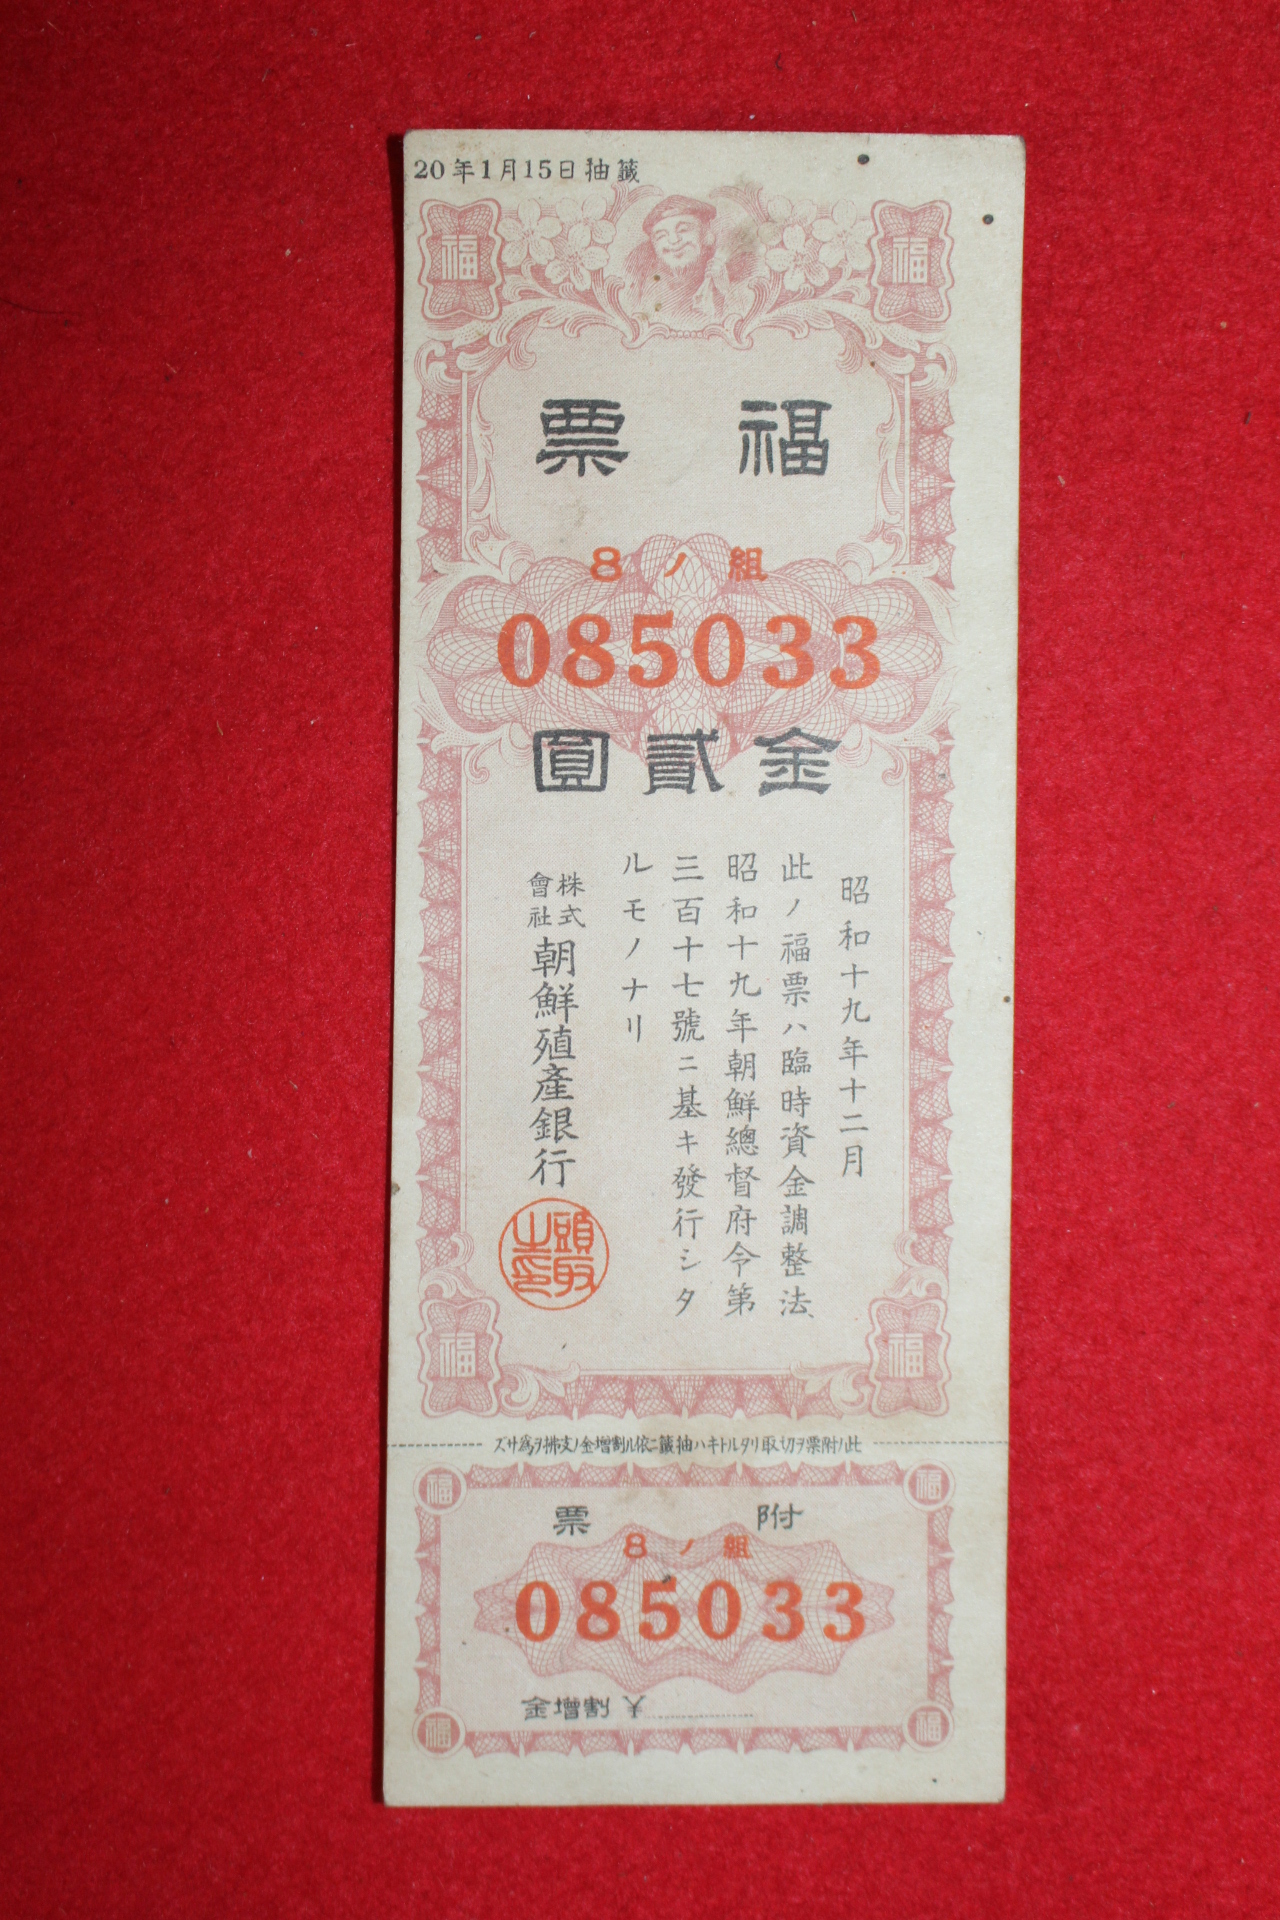 20年1月15日抽籤
福 福
福票
8ノ組
085033
金貳圓
昭和十九年十二月
此ノ福票ハ臨時資金調整法、
昭和十九年朝鮮總督府令第
三百十七號ニ基キ發行シタ
ルモノナリ
株式會社朝鮮殖產銀行
頭取之印
福 福
此ノ附票ヲ切取リタルトキハ抽籤ニ依ル割增金ノ支拂ヲ爲サズ
福 福
附票
8ノ組
085033
割增金 ¥
福 福